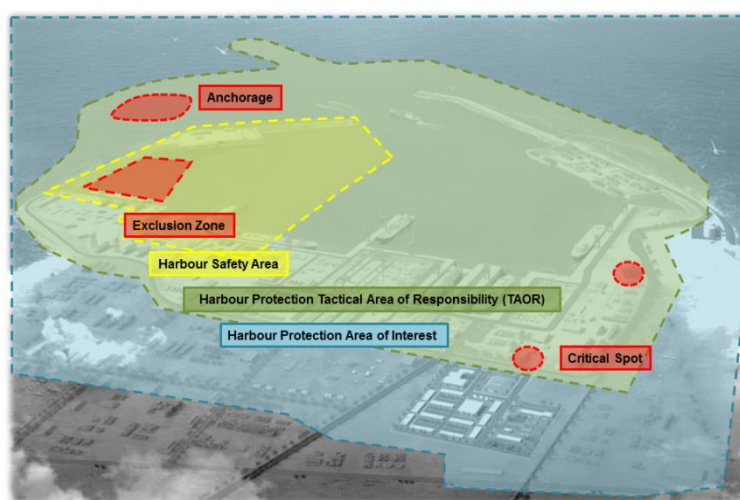 Anchorage
Exclusion Zone
Harbour Safety Area
Harbour Protection Tactical Area of Responsibility (TAOR)
Harbour Protection Area of Interest
Critical Spot